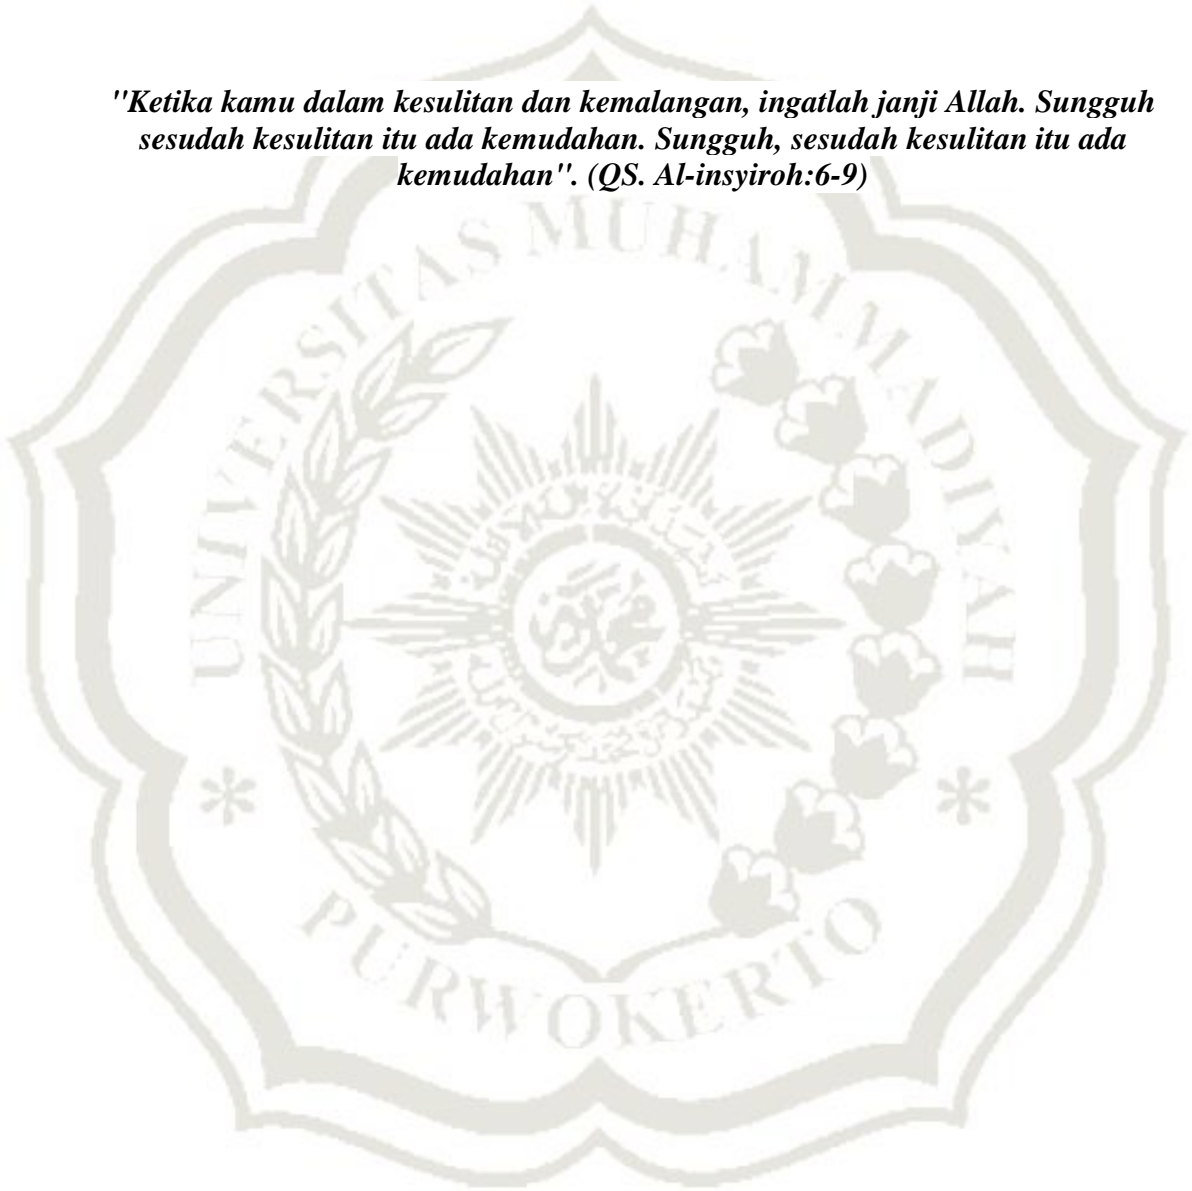 "Ketika kamu dalam kesulitan dan kemalangan, ingatlah janji Allah. Sungguh
sesudah kesulitan itu ada kemudahan. Sungguh, sesudah kesulitan itu ada
kemudahan". (QS. Al-insyiroh:6-9)
UNIVERSITAS MUHAMMADIYAH
PURWOKERTO